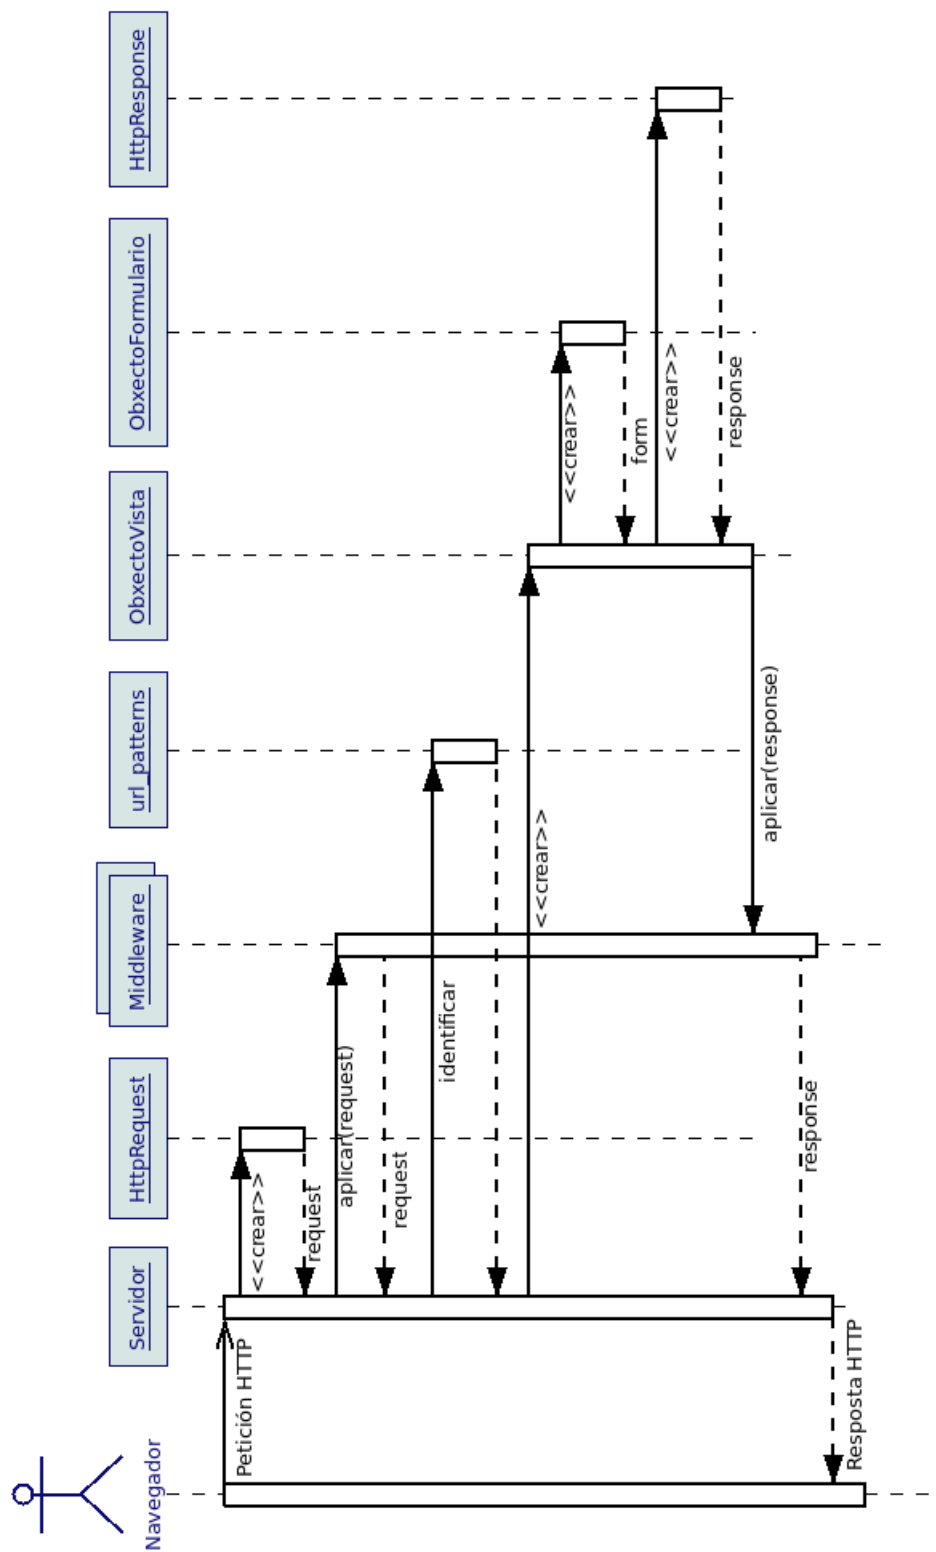 Navegador
Servidor
HttpRequest
Middleware
url_patterns
ObxectoVista
ObxectoFormulario
HttpResponse
Petición HTTP
<<crear>>
request
aplicar(request)
request
identificar
<<crear>>
<<crear>>
form
<<crear>>
response
aplicar(response)
response
Resposta HTTP